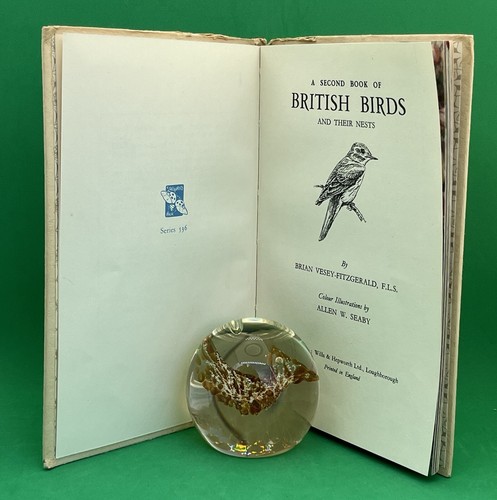 Series 536
A SECOND BOOK OF
BRITISH BIRDS
AND THEIR NESTS
By
BRIAN VESEY-FITZGERALD, F.L.S.
Colour Illustrations by
ALLEN W. SEABY
Wills & Hepworth Ltd., Loughborough
Printed in England